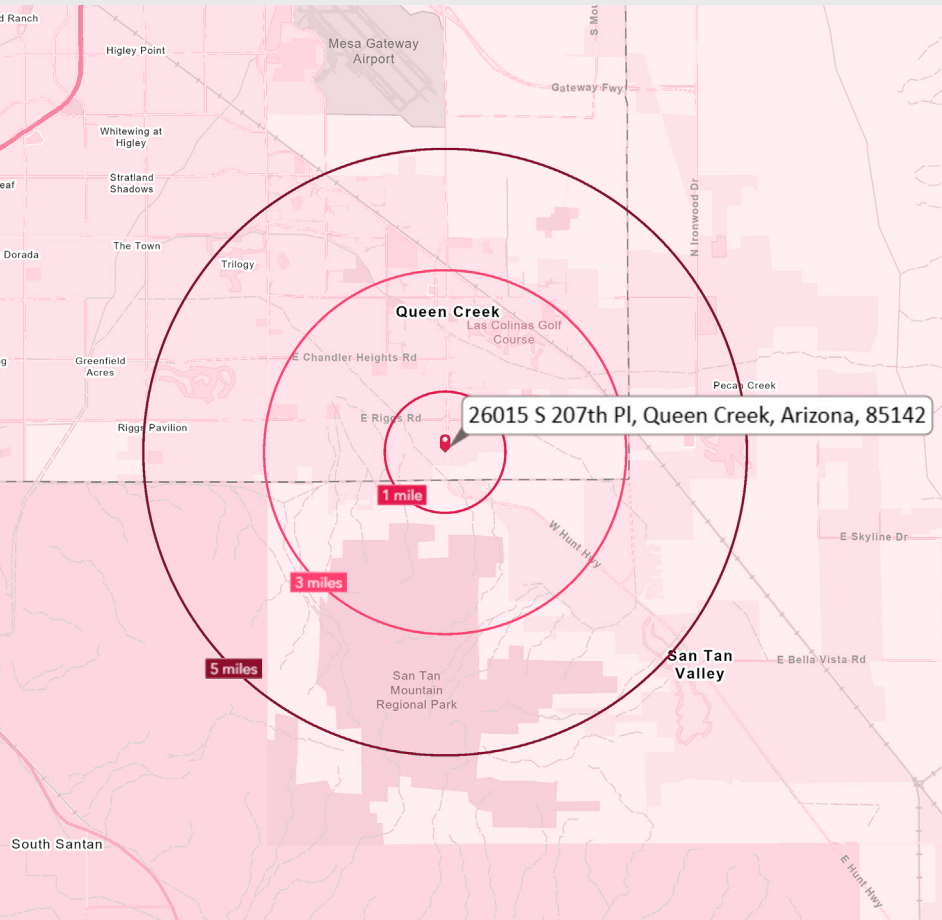 d Ranch
S Mou
Higley Point
Mesa Gateway
Airport
Gateway Fwy
Whitewing at
Higley
Stratland
Shadows
eaf
N Ironwood Dr
The Town
Dorada
Trilogy
Queen Creek
Las Colinas Golf
Course
E Chandler Heights Rd
g
Greenfield
Acres
Pecan Creek
E Riggs Rd
26015 S 207th Pl, Queen Creek, Arizona, 85142
Riggs Pavilion
1 mile
W Hunt Hwy
E Skyline Dr
3 miles
San Tan
Valley
E Bella Vista Rd
5 miles
San Tan
Mountain
Regional Park
South Santan
E Hunt Hwy